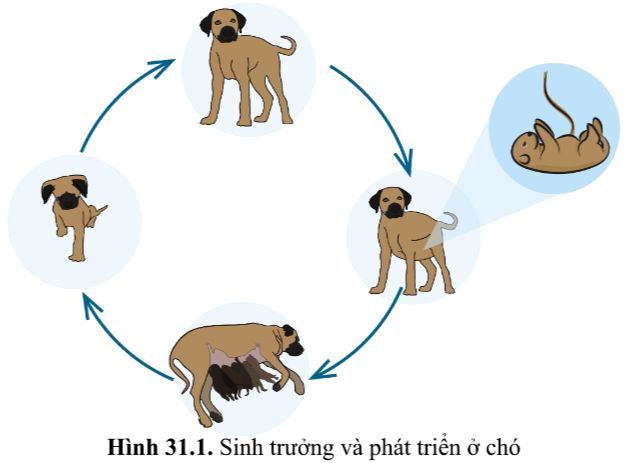 Hình 31.1. Sinh trưởng và phát triển ở chó